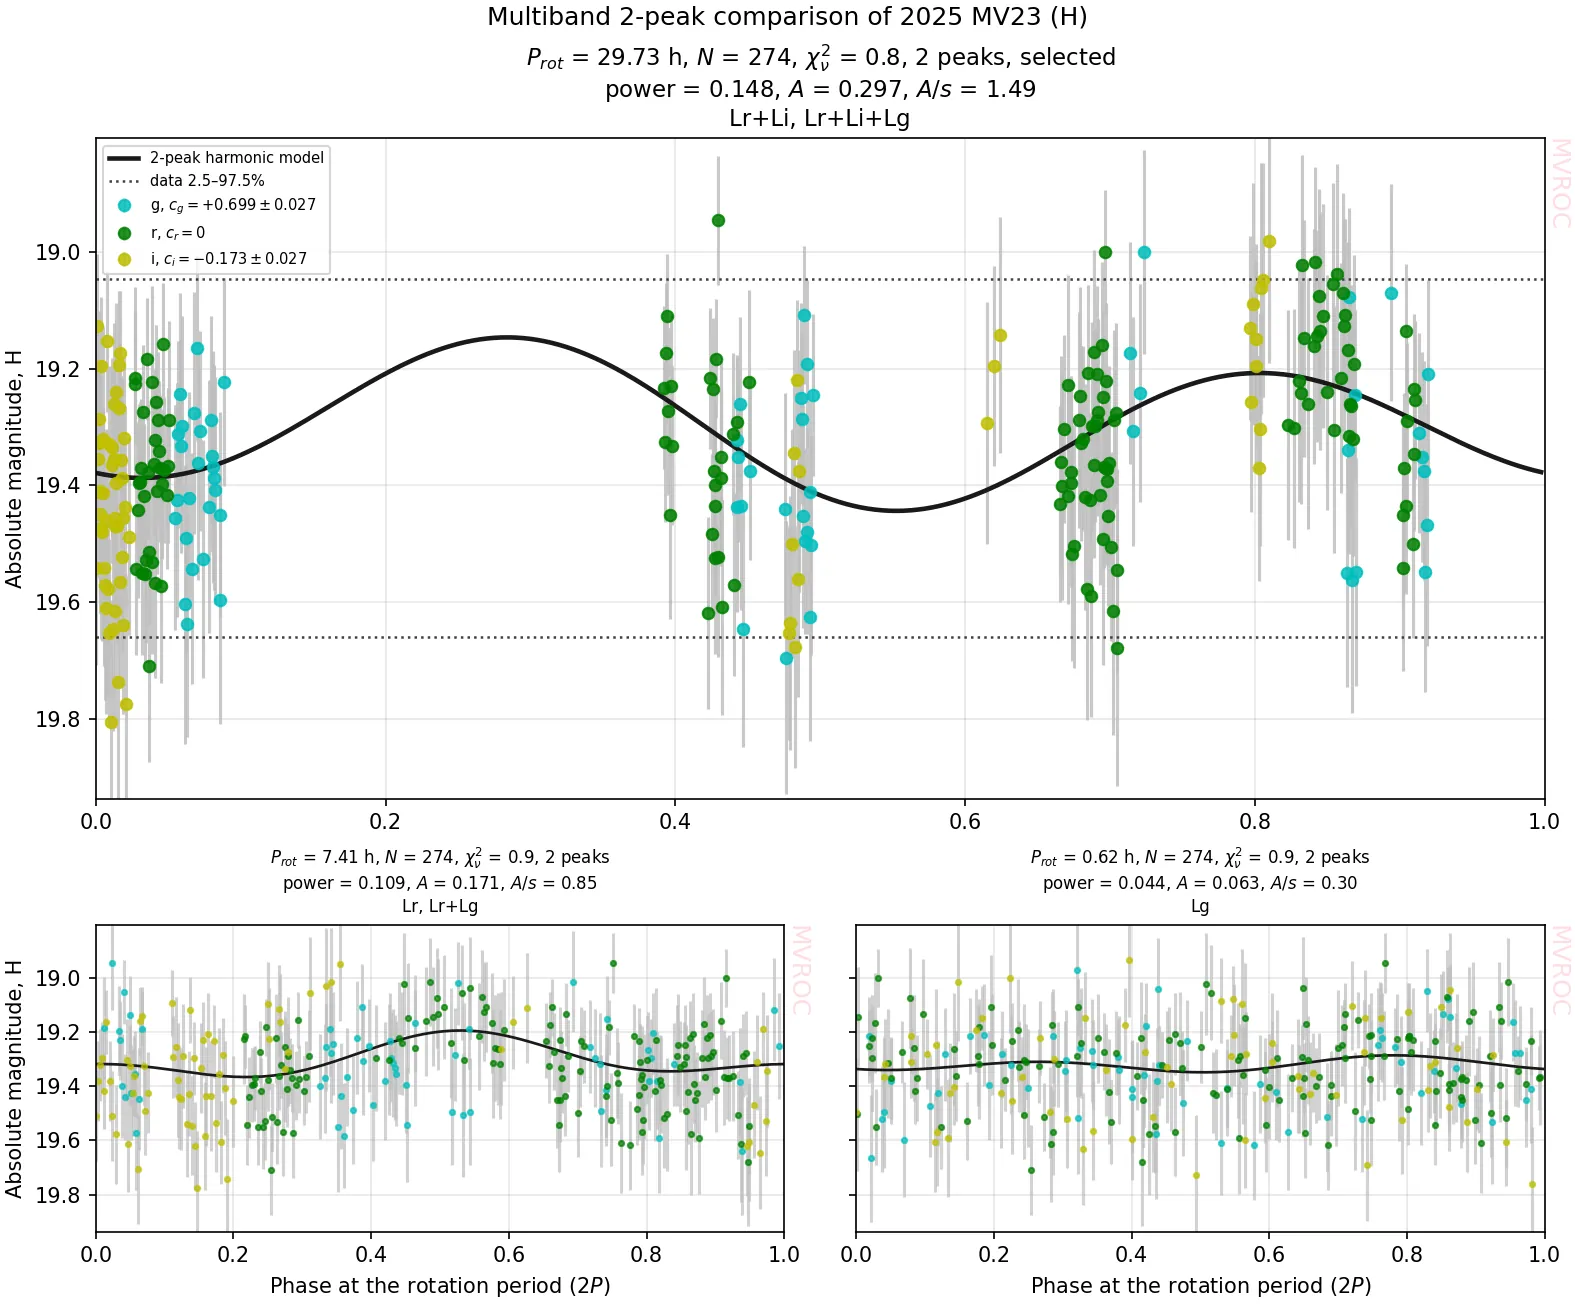 Multiband 2-peak comparison of 2025 MV23 (H)
P_rot = 29.73 h, N = 274, χ²_ν = 0.8, 2 peaks, selected
power = 0.148, A = 0.297, A/s = 1.49
Lr+Li, Lr+Li+Lg
2-peak harmonic model
data 2.5–97.5%
g, c_g = +0.699 ± 0.027
r, c_r = 0
i, c_i = −0.173 ± 0.027
MVROC
Absolute magnitude, H
19.0
19.2
19.4
19.6
19.8
0.0 0.2 0.4 0.6 0.8 1.0
P_rot = 7.41 h, N = 274, χ²_ν = 0.9, 2 peaks
power = 0.109, A = 0.171, A/s = 0.85
Lr, Lr+Lg
MVROC
Absolute magnitude, H
19.0
19.2
19.4
19.6
19.8
0.0 0.2 0.4 0.6 0.8 1.0
Phase at the rotation period (2P)
P_rot = 0.62 h, N = 274, χ²_ν = 0.9, 2 peaks
power = 0.044, A = 0.063, A/s = 0.30
Lg
MVROC
0.0 0.2 0.4 0.6 0.8 1.0
Phase at the rotation period (2P)